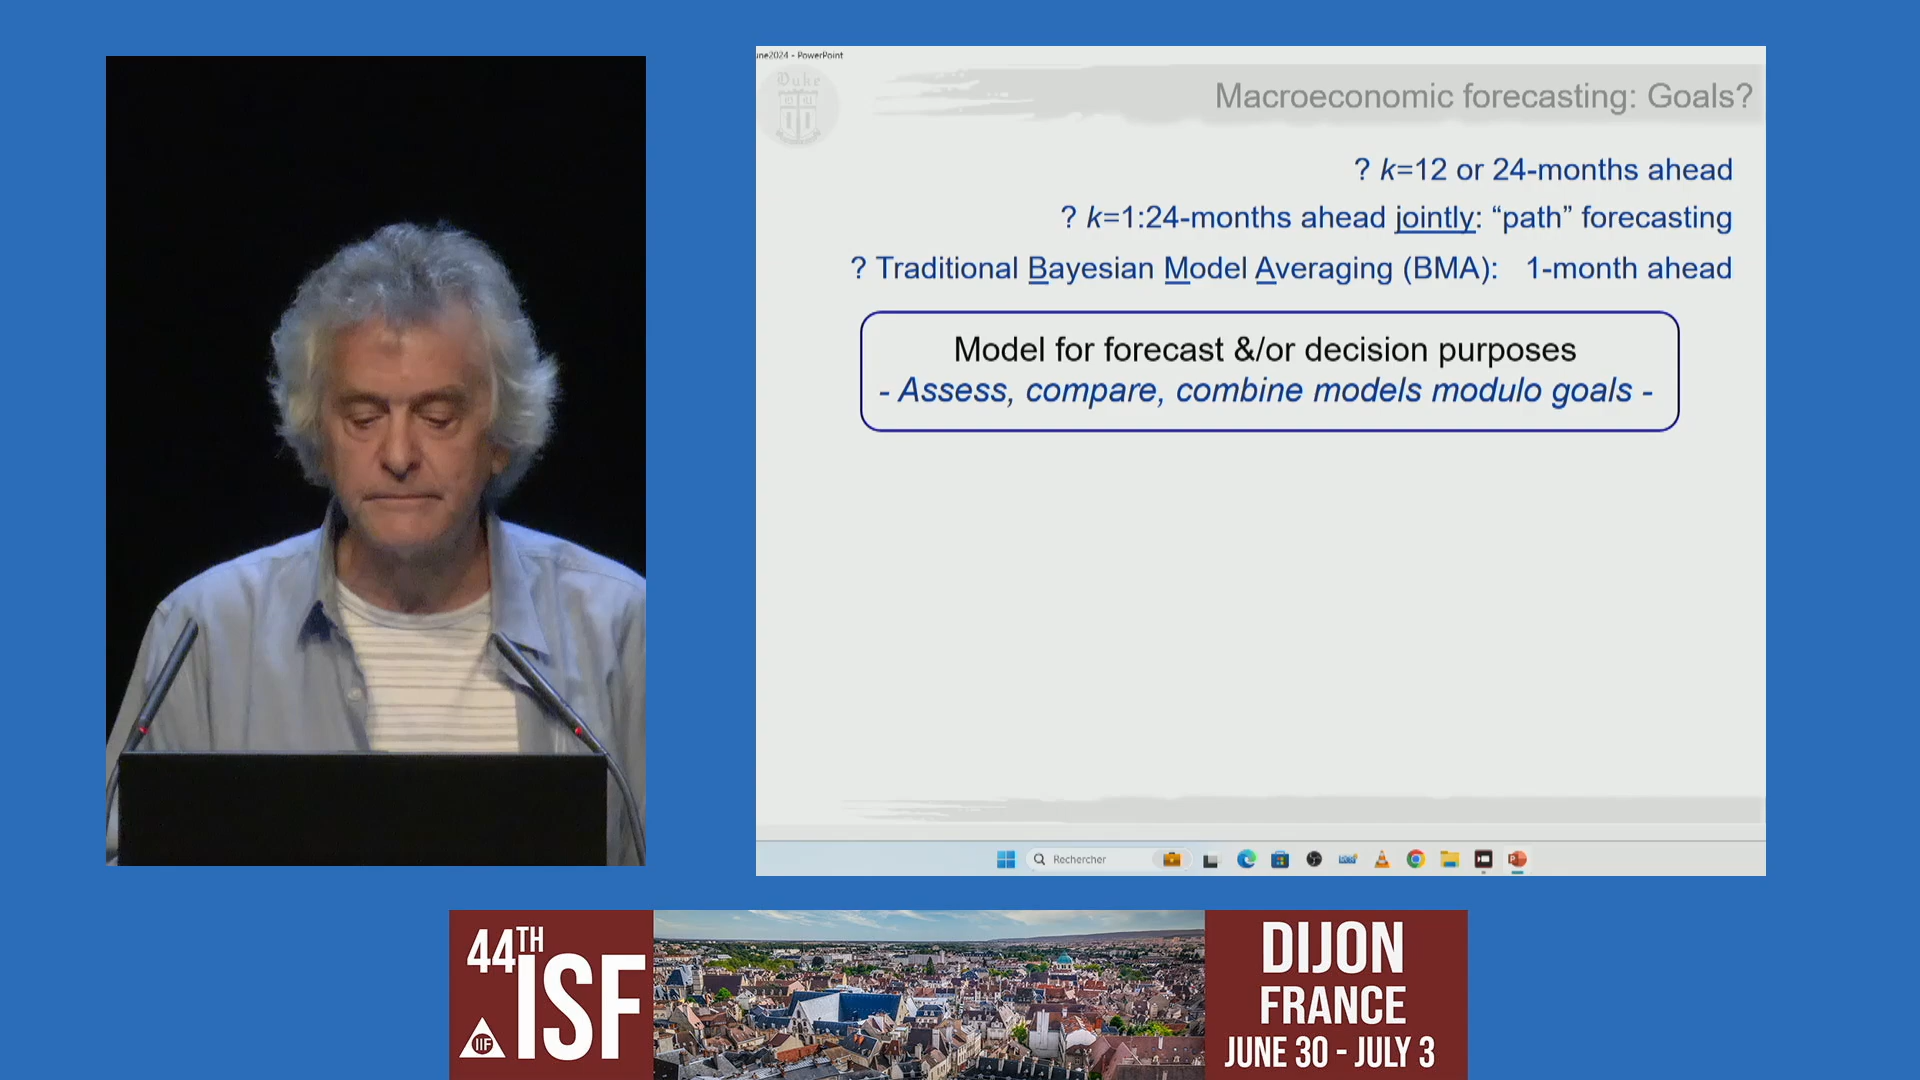 une2024 - PowerPoint
Duke
Macroeconomic forecasting: Goals?
? k=12 or 24-months ahead
? k=1:24-months ahead jointly: “path” forecasting
? Traditional Bayesian Model Averaging (BMA): 1-month ahead
Model for forecast &/or decision purposes
- Assess, compare, combine models modulo goals -
Rechercher
44TH
ISF
IIF
DIJON
FRANCE
JUNE 30 - JULY 3